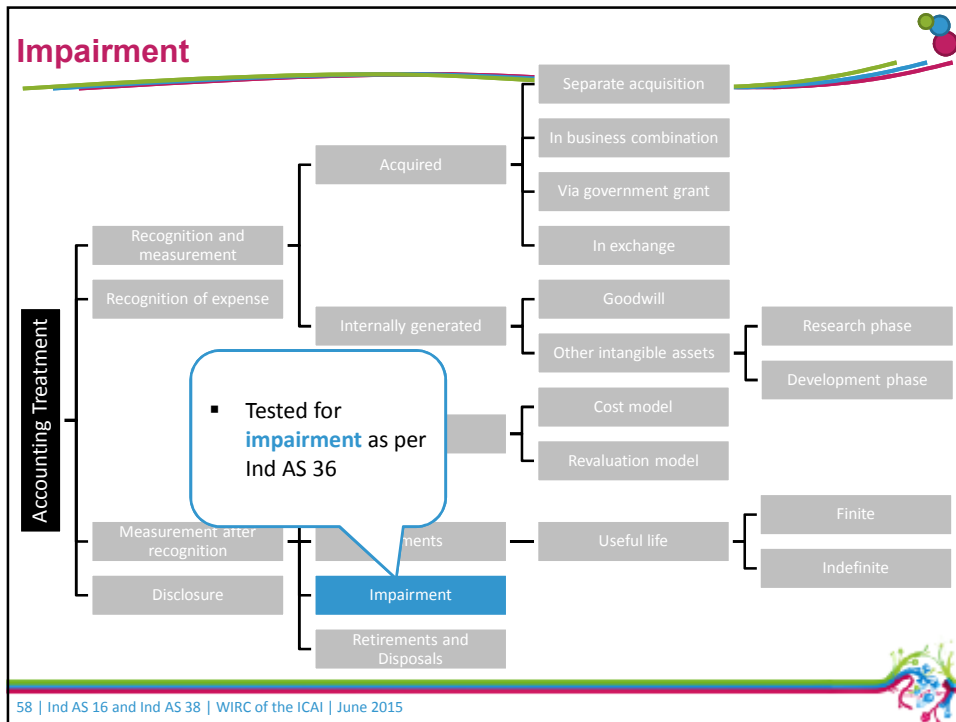 Impairment
Separate acquisition
In business combination
Acquired
Via government grant
Recognition and
measurement
In exchange
Recognition of expense
Goodwill
Internally generated
Research phase
Other intangible assets
Development phase
Accounting Treatment
▪ Tested for
impairment as per
Ind AS 36
Cost model
Revaluation model
Measurement after
recognition
ments
Useful life
Finite
Indefinite
Disclosure
Impairment
Retirements and
Disposals
58 | Ind AS 16 and Ind AS 38 | WIRC of the ICAI | June 2015